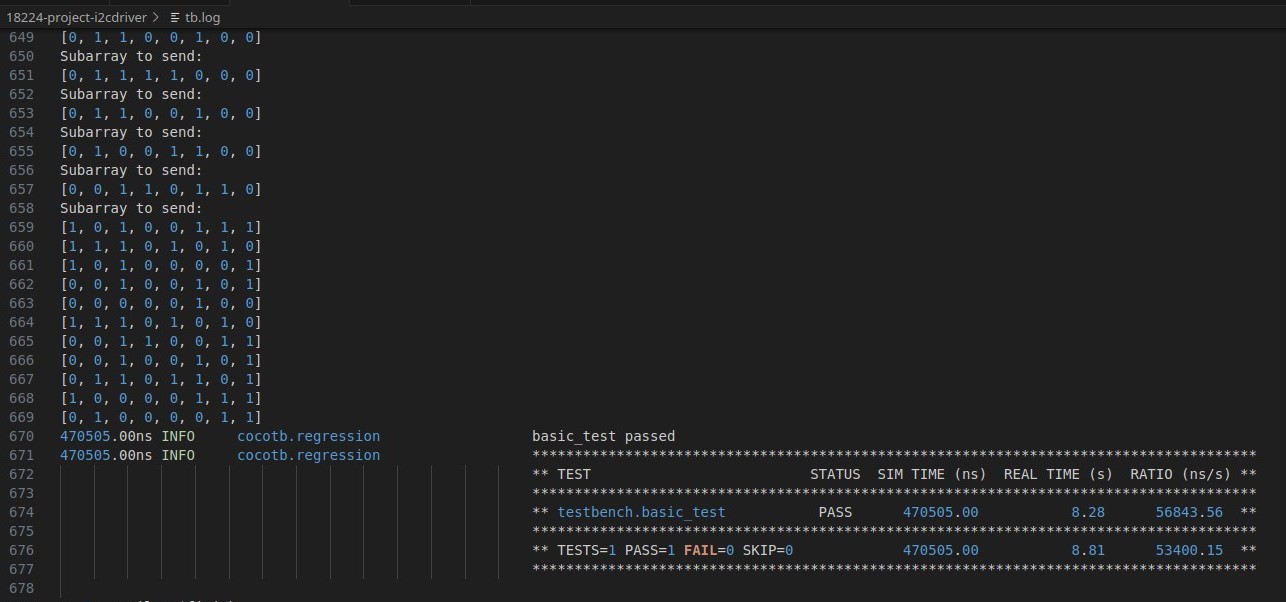 18224-project-i2cdriver > tb.log
649 [0, 1, 1, 0, 0, 1, 0, 0]
650 Subarray to send:
651 [0, 1, 1, 1, 1, 0, 0, 0]
652 Subarray to send:
653 [0, 1, 1, 0, 0, 1, 0, 0]
654 Subarray to send:
655 [0, 1, 0, 0, 1, 1, 0, 0]
656 Subarray to send:
657 [0, 0, 1, 1, 0, 1, 1, 0]
658 Subarray to send:
659 [1, 0, 1, 0, 0, 1, 1, 1]
660 [1, 1, 1, 0, 1, 0, 1, 0]
661 [1, 0, 1, 0, 0, 0, 0, 1]
662 [0, 0, 1, 0, 0, 1, 0, 1]
663 [0, 0, 0, 0, 0, 1, 0, 0]
664 [1, 1, 1, 0, 1, 0, 1, 0]
665 [0, 0, 1, 1, 0, 0, 1, 1]
666 [0, 0, 1, 0, 0, 1, 0, 1]
667 [0, 1, 1, 0, 1, 1, 0, 1]
668 [1, 0, 0, 0, 0, 1, 1, 1]
669 [0, 1, 0, 0, 0, 0, 1, 1]
670 470505.00ns INFO cocotb.regression basic_test passed
671 470505.00ns INFO cocotb.regression **************************************************************************************
672 ** TEST STATUS SIM TIME (ns) REAL TIME (s) RATIO (ns/s) **
673 **************************************************************************************
674 ** testbench.basic_test PASS 470505.00 8.28 56843.56 **
675 **************************************************************************************
676 ** TESTS=1 PASS=1 FAIL=0 SKIP=0 470505.00 8.81 53400.15 **
677 **************************************************************************************
678